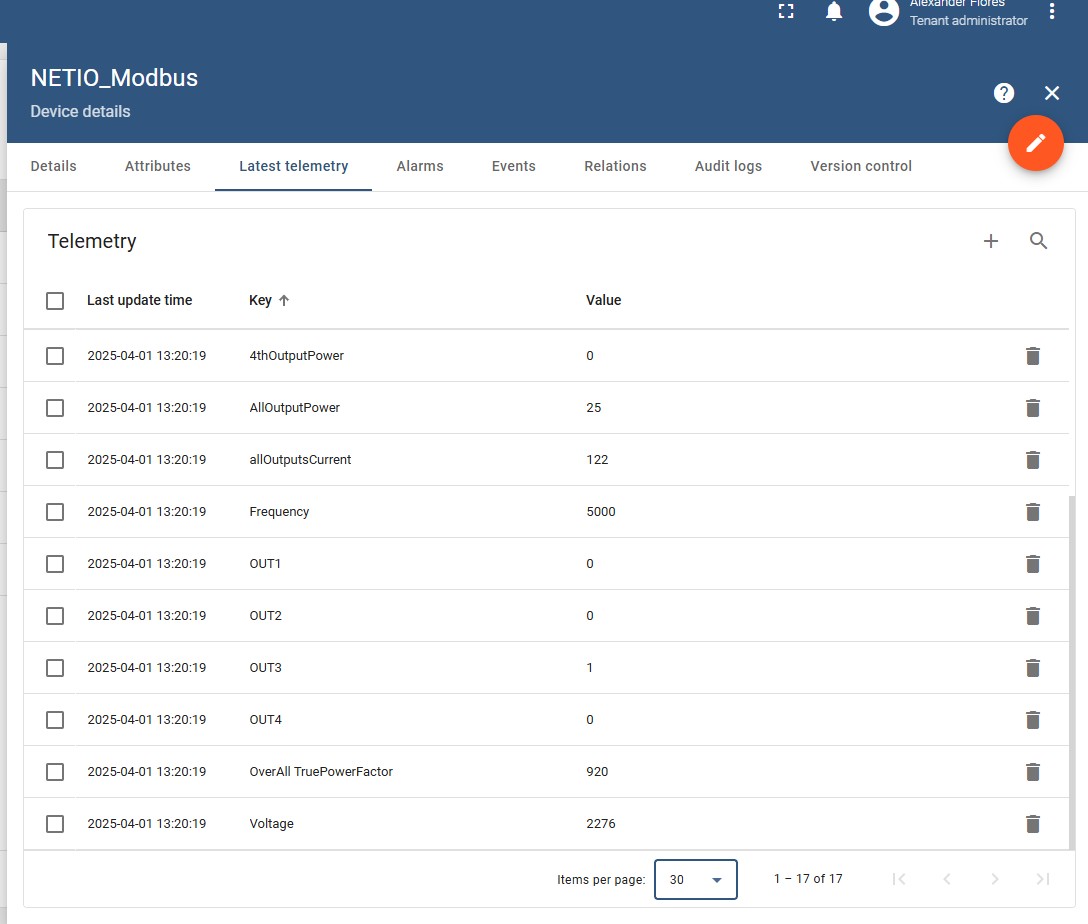 Alexander Flores
Tenant administrator
NETIO_Modbus
Device details
Details Attributes Latest telemetry Alarms Events Relations Audit logs Version control
Telemetry
Last update time Key Value
2025-04-01 13:20:19 4thOutputPower 0
2025-04-01 13:20:19 AllOutputPower 25
2025-04-01 13:20:19 allOutputsCurrent 122
2025-04-01 13:20:19 Frequency 5000
2025-04-01 13:20:19 OUT1 0
2025-04-01 13:20:19 OUT2 0
2025-04-01 13:20:19 OUT3 1
2025-04-01 13:20:19 OUT4 0
2025-04-01 13:20:19 OverAll TruePowerFactor 920
2025-04-01 13:20:19 Voltage 2276
Items per page: 30 1 – 17 of 17